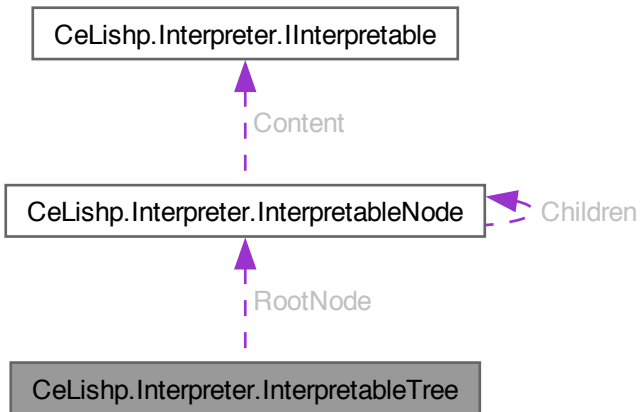 CeLishp.Interpreter.IInterpretable
Content
CeLishp.Interpreter.InterpretableNode
Children
RootNode
CeLishp.Interpreter.InterpretableTree